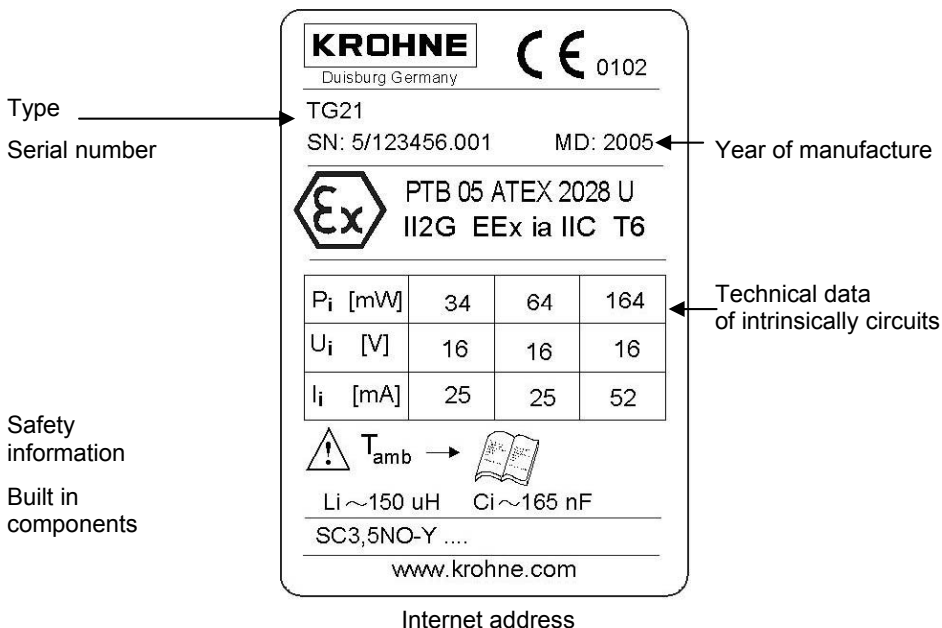 KROHNE
Duisburg Germany
CE 0102
Type
TG21
Serial number
SN: 5/123456.001 MD: 2005
Year of manufacture
Ex
PTB 05 ATEX 2028 U
II2G EEx ia IIC T6
Pi [mW] 34 64 164
Technical data
of intrinsically circuits
Ui [V] 16 16 16
Ii [mA] 25 25 52
Safety
information
Tamb →
Built in
components
Li ~150 uH Ci ~165 nF
SC3,5NO-Y ....
www.krohne.com
Internet address